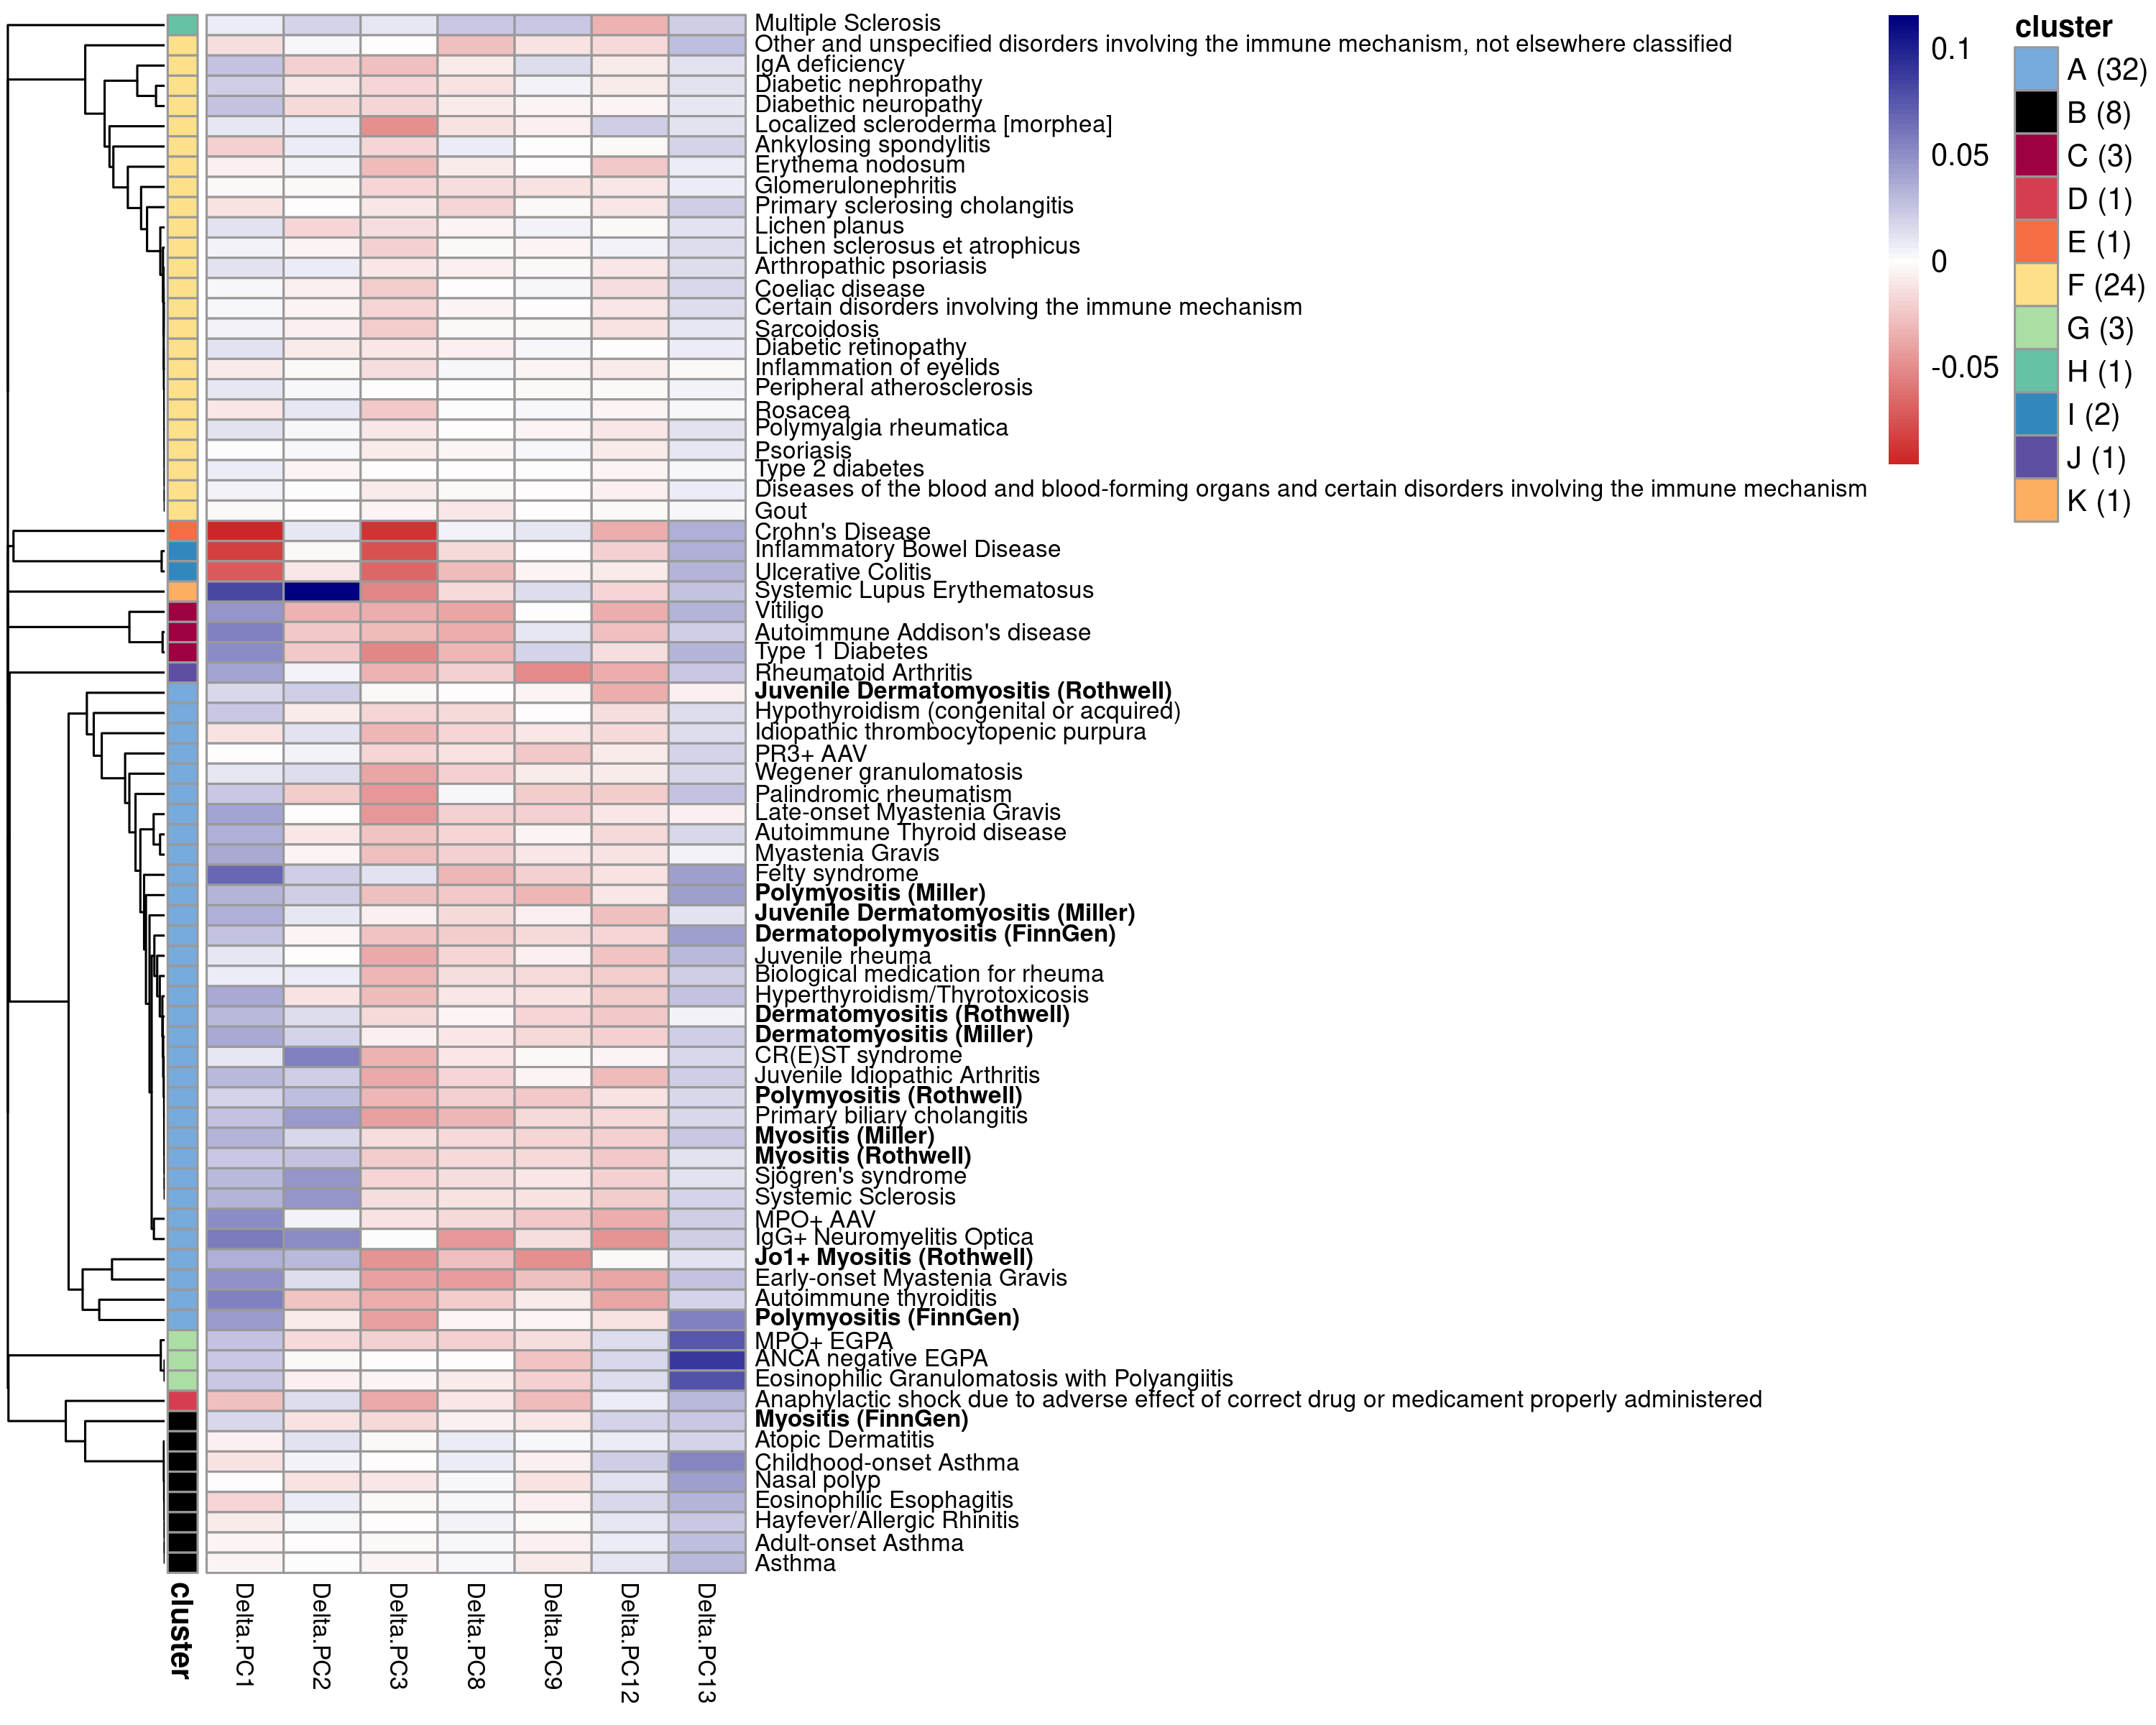 Multiple Sclerosis
Other and unspecified disorders involving the immune mechanism, not elsewhere classified
IgA deficiency
Diabetic nephropathy
Diabethic neuropathy
Localized scleroderma [morphea]
Ankylosing spondylitis
Erythema nodosum
Glomerulonephritis
Primary sclerosing cholangitis
Lichen planus
Lichen sclerosus et atrophicus
Arthropathic psoriasis
Coeliac disease
Certain disorders involving the immune mechanism
Sarcoidosis
Diabetic retinopathy
Inflammation of eyelids
Peripheral atherosclerosis
Rosacea
Polymyalgia rheumatica
Psoriasis
Type 2 diabetes
Diseases of the blood and blood-forming organs and certain disorders involving the immune mechanism
Gout
Crohn's Disease
Inflammatory Bowel Disease
Ulcerative Colitis
Systemic Lupus Erythematosus
Vitiligo
Autoimmune Addison's disease
Type 1 Diabetes
Rheumatoid Arthritis
Juvenile Dermatomyositis (Rothwell)
Hypothyroidism (congenital or acquired)
Idiopathic thrombocytopenic purpura
PR3+ AAV
Wegener granulomatosis
Palindromic rheumatism
Late-onset Myastenia Gravis
Autoimmune Thyroid disease
Myastenia Gravis
Felty syndrome
Polymyositis (Miller)
Juvenile Dermatomyositis (Miller)
Dermatopolymyositis (FinnGen)
Juvenile rheuma
Biological medication for rheuma
Hyperthyroidism/Thyrotoxicosis
Dermatomyositis (Rothwell)
Dermatomyositis (Miller)
CR(E)ST syndrome
Juvenile Idiopathic Arthritis
Polymyositis (Rothwell)
Primary biliary cholangitis
Myositis (Miller)
Myositis (Rothwell)
Sjögren's syndrome
Systemic Sclerosis
MPO+ AAV
IgG+ Neuromyelitis Optica
Jo1+ Myositis (Rothwell)
Early-onset Myastenia Gravis
Autoimmune thyroiditis
Polymyositis (FinnGen)
MPO+ EGPA
ANCA negative EGPA
Eosinophilic Granulomatosis with Polyangiitis
Anaphylactic shock due to adverse effect of correct drug or medicament properly administered
Myositis (FinnGen)
Atopic Dermatitis
Childhood-onset Asthma
Nasal polyp
Eosinophilic Esophagitis
Hayfever/Allergic Rhinitis
Adult-onset Asthma
Asthma
cluster
Delta.PC1
Delta.PC2
Delta.PC3
Delta.PC8
Delta.PC9
Delta.PC12
Delta.PC13
0.1
0.05
0
-0.05
cluster
A (32)
B (8)
C (3)
D (1)
E (1)
F (24)
G (3)
H (1)
I (2)
J (1)
K (1)